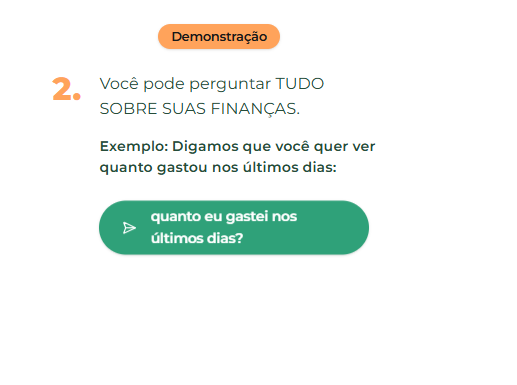 Demonstração
2.
Você pode perguntar TUDO
SOBRE SUAS FINANÇAS.
Exemplo: Digamos que você quer ver
quanto gastou nos últimos dias:
quanto eu gastei nos
últimos dias?